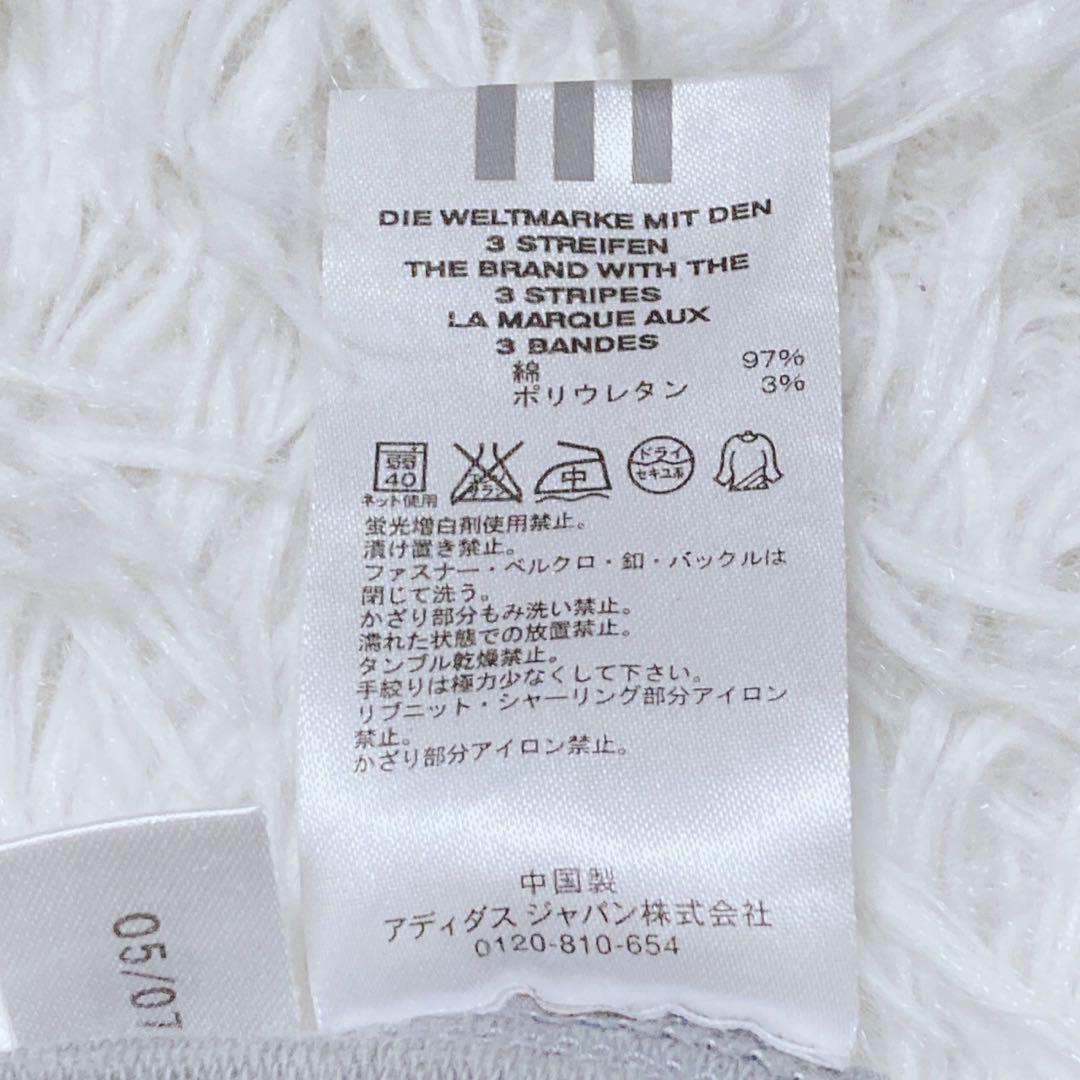 DIE WELTMARKE MIT DEN
3 STREIFEN
THE BRAND WITH THE
3 STRIPES
LA MARQUE AUX
3 BANDES
綿 97%
ポリウレタン 3%
弱
40
ネット使用
エンソ
サラシ
中
ドライ
セキユ系
蛍光増白剤使用禁止。
漬け置き禁止。
ファスナー・ベルクロ・釦・バックルは
閉じて洗う。
かざり部分もみ洗い禁止。
濡れた状態での放置禁止。
タンブル乾燥禁止。
手絞りは極力少なくして下さい。
リブニット・シャーリング部分アイロン
禁止。
かざり部分アイロン禁止。
中国製
アディダス ジャパン株式会社
0120-810-654
05/07